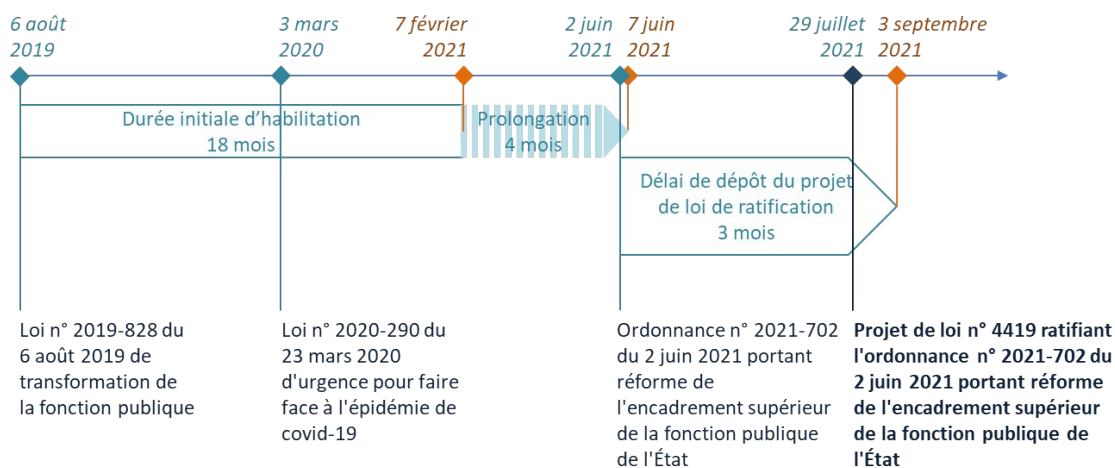 6 août
2019
3 mars
2020
7 février
2021
2 juin
2021
7 juin
2021
29 juillet
2021
3 septembre
2021
Durée initiale d'habilitation
18 mois
Prolongation
4 mois
Délai de dépôt du projet
de loi de ratification
3 mois
Loi n° 2019-828 du
6 août 2019 de
transformation de
la fonction publique
Loi n° 2020-290 du
23 mars 2020
d'urgence pour faire
face à l'épidémie de
covid-19
Ordonnance n° 2021-702
du 2 juin 2021 portant
réforme de
l'encadrement supérieur
de la fonction publique
de l'État
Projet de loi n° 4419 ratifiant
l'ordonnance n° 2021-702 du
2 juin 2021 portant réforme
de l'encadrement supérieur
de la fonction publique de
l'État